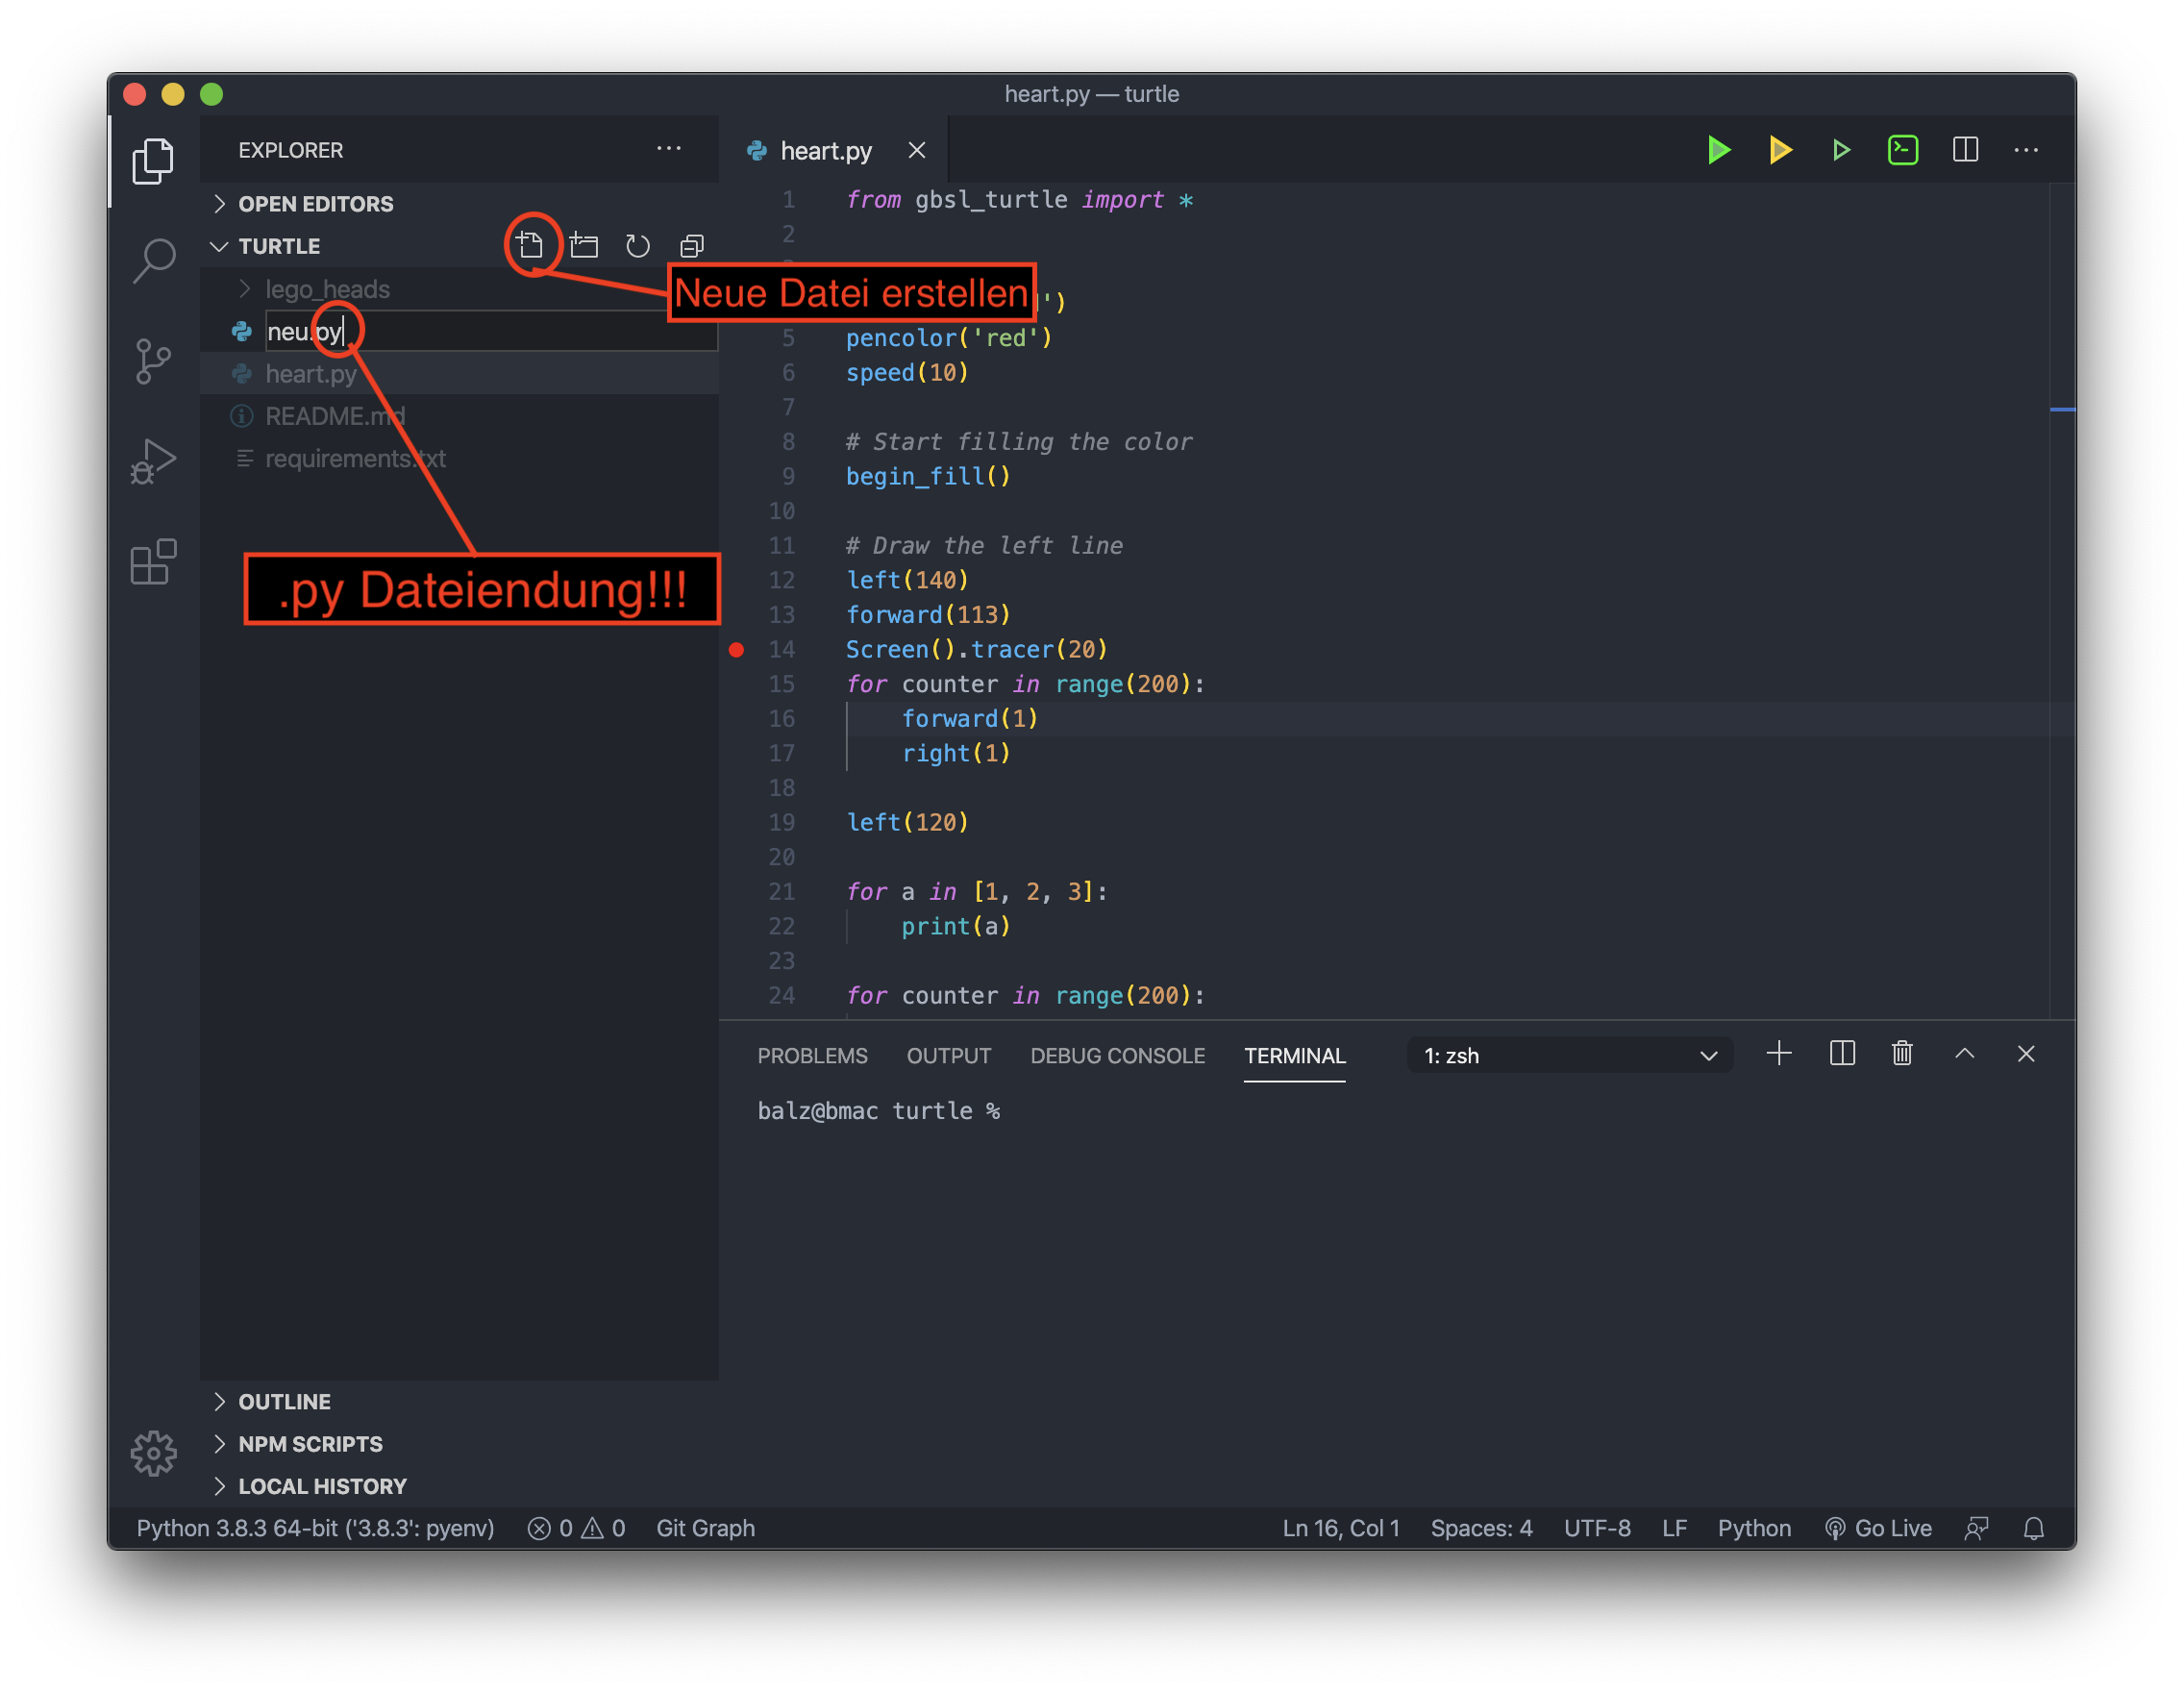 heart.py — turtle
EXPLORER
OPEN EDITORS
TURTLE
lego_heads
neu.py
heart.py
README.md
requirements.txt
Neue Datei erstellen
.py Dateiendung!!!
OUTLINE
NPM SCRIPTS
LOCAL HISTORY
heart.py
1 from gbsl_turtle import *
2
')
5 pencolor('red')
6 speed(10)
7
8 # Start filling the color
9 begin_fill()
10
11 # Draw the left line
12 left(140)
13 forward(113)
14 Screen().tracer(20)
15 for counter in range(200):
16 forward(1)
17 right(1)
18
19 left(120)
20
21 for a in [1, 2, 3]:
22 print(a)
23
24 for counter in range(200):
PROBLEMS OUTPUT DEBUG CONSOLE TERMINAL 1: zsh
balz@bmac turtle %
Python 3.8.3 64-bit ('3.8.3': pyenv) 0 0 Git Graph Ln 16, Col 1 Spaces: 4 UTF-8 LF Python Go Live